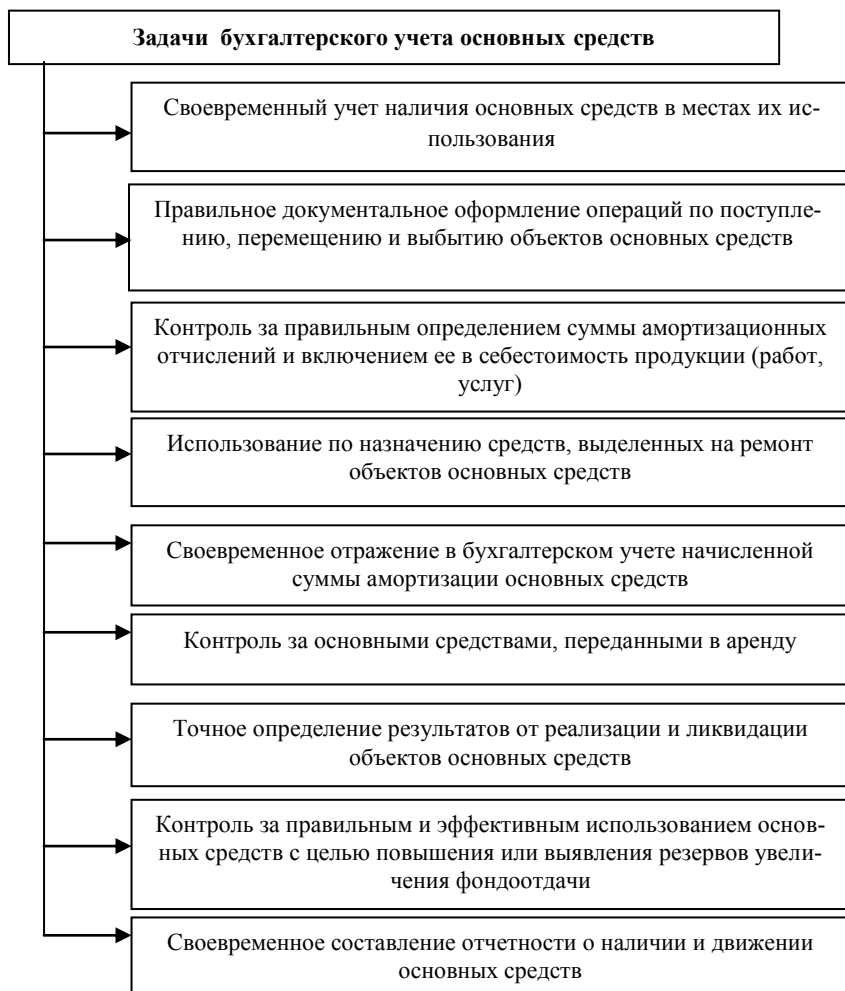 Задачи бухгалтерского учета основных средств
Своевременный учет наличия основных средств в местах их ис-
пользования
Правильное документальное оформление операций по поступле-
нию, перемещению и выбытию объектов основных средств
Контроль за правильным определением суммы амортизационных
отчислений и включением ее в себестоимость продукции (работ,
услуг)
Использование по назначению средств, выделенных на ремонт
объектов основных средств
Своевременное отражение в бухгалтерском учете начисленной
суммы амортизации основных средств
Контроль за основными средствами, переданными в аренду
Точное определение результатов от реализации и ликвидации
объектов основных средств
Контроль за правильным и эффективным использованием основ-
ных средств с целью повышения или выявления резервов увели-
чения фондоотдачи
Своевременное составление отчетности о наличии и движении
основных средств